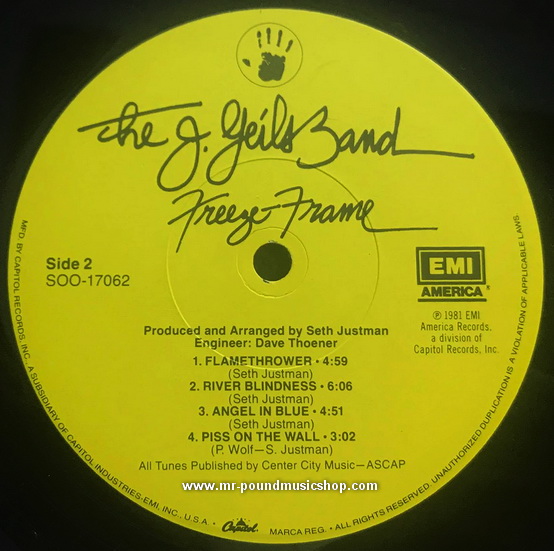 The J. Geils Band
Freeze-Frame
Side 2
SOO-17062
EMI
AMERICA®
℗ 1981 EMI
America Records,
a division of
Capitol Records, Inc.
Produced and Arranged by Seth Justman
Engineer: Dave Thoener
1. FLAMETHROWER • 4:59
(Seth Justman)
2. RIVER BLINDNESS • 6:06
(Seth Justman)
3. ANGEL IN BLUE • 4:51
(Seth Justman)
4. PISS ON THE WALL • 3:02
(P. Wolf—S. Justman)
All Tunes Published by Center City Music—ASCAP
www.mr-poundmusicshop.com
MFD. BY CAPITOL RECORDS, INC., A SUBSIDIARY OF CAPITOL INDUSTRIES-EMI, INC., U.S.A. • Capitol MARCA REG. • ALL RIGHTS RESERVED. UNAUTHORIZED DUPLICATION IS A VIOLATION OF APPLICABLE LAWS.